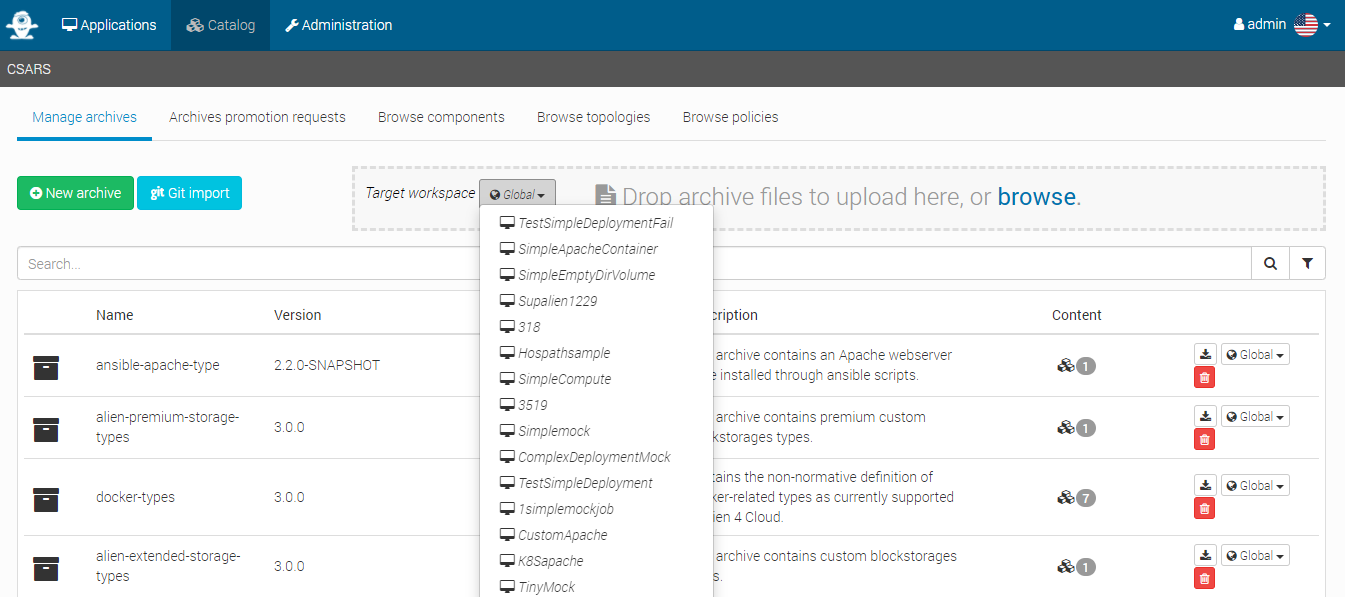 Applications Catalog Administration admin
CSARS
Manage archives Archives promotion requests Browse components Browse topologies Browse policies
New archive git Git import Target workspace Global Drop archive files to upload here, or browse.
Search...
TestSimpleDeploymentFail
SimpleApacheContainer
SimpleEmptyDirVolume
Supalien1229
318
Hospathsample
SimpleCompute
3519
Simplemock
ComplexDeploymentMock
TestSimpleDeployment
1simplemockjob
CustomApache
K8Sapache
TinyMock
Name Version cription Content
ansible-apache-type 2.2.0-SNAPSHOT archive contains an Apache webserver
installed through ansible scripts.
1 Global
alien-premium-storage-
types
3.0.0 archive contains premium custom
kstorages types.
1 Global
docker-types 3.0.0 tains the non-normative definition of
ker-related types as currently supported
ien 4 Cloud.
7 Global
alien-extended-storage-
types
3.0.0 archive contains custom blockstorages
s.
1 Global